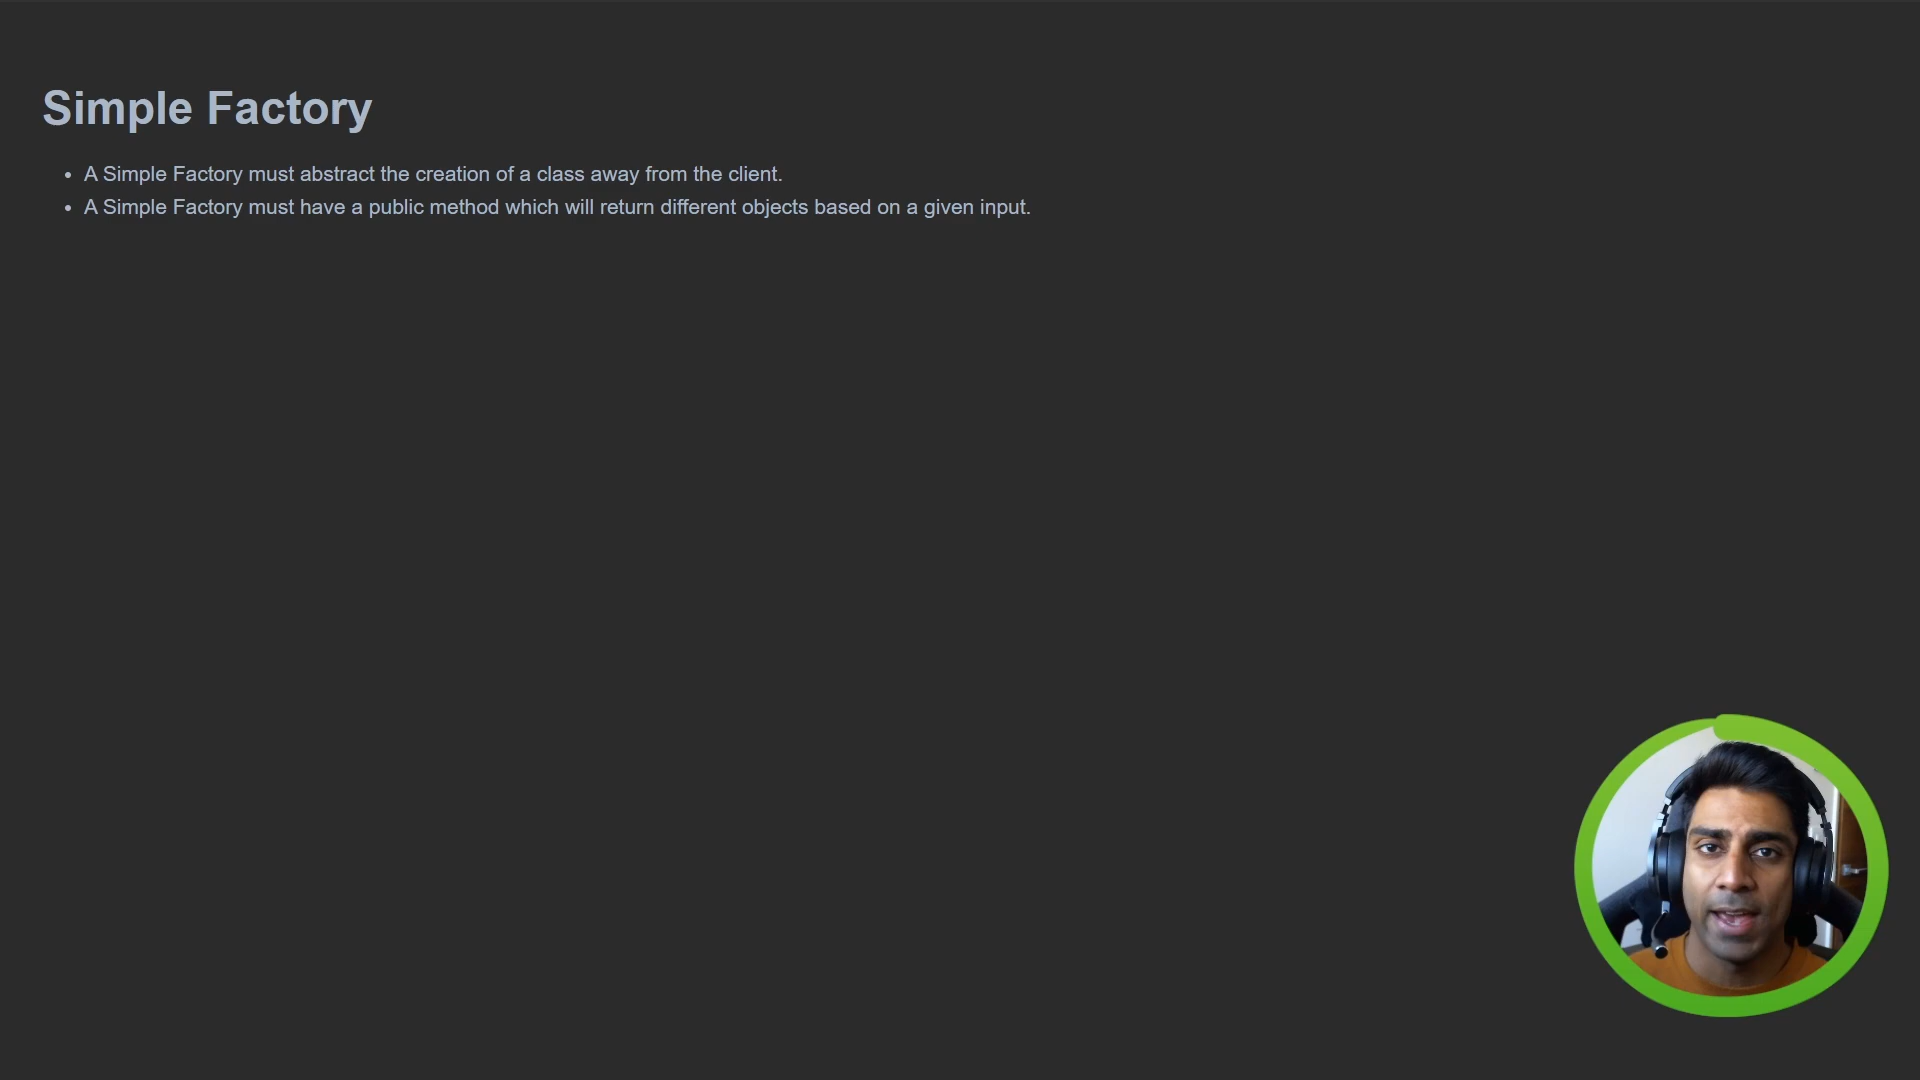 Simple Factory
• A Simple Factory must abstract the creation of a class away from the client.
• A Simple Factory must have a public method which will return different objects based on a given input.